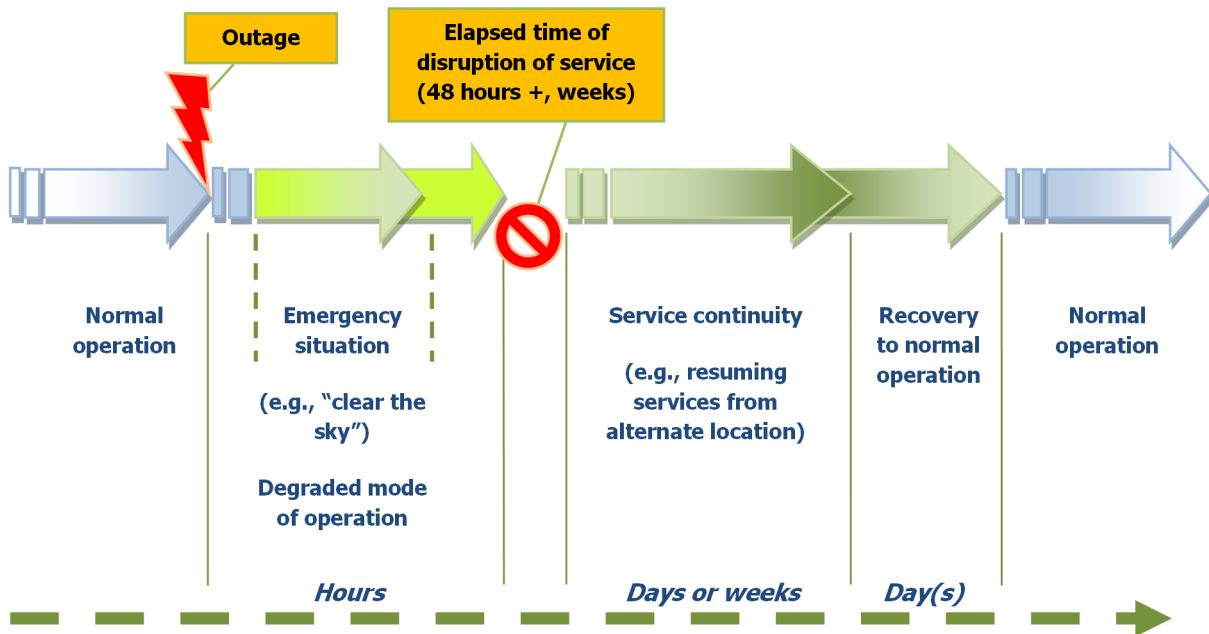 Outage
Elapsed time of
disruption of service
(48 hours +, weeks)
Normal
operation
Emergency
situation
(e.g., “clear the
sky”)
Degraded mode
of operation
Service continuity
(e.g., resuming
services from
alternate location)
Recovery
to normal
operation
Normal
operation
Hours
Days or weeks
Day(s)